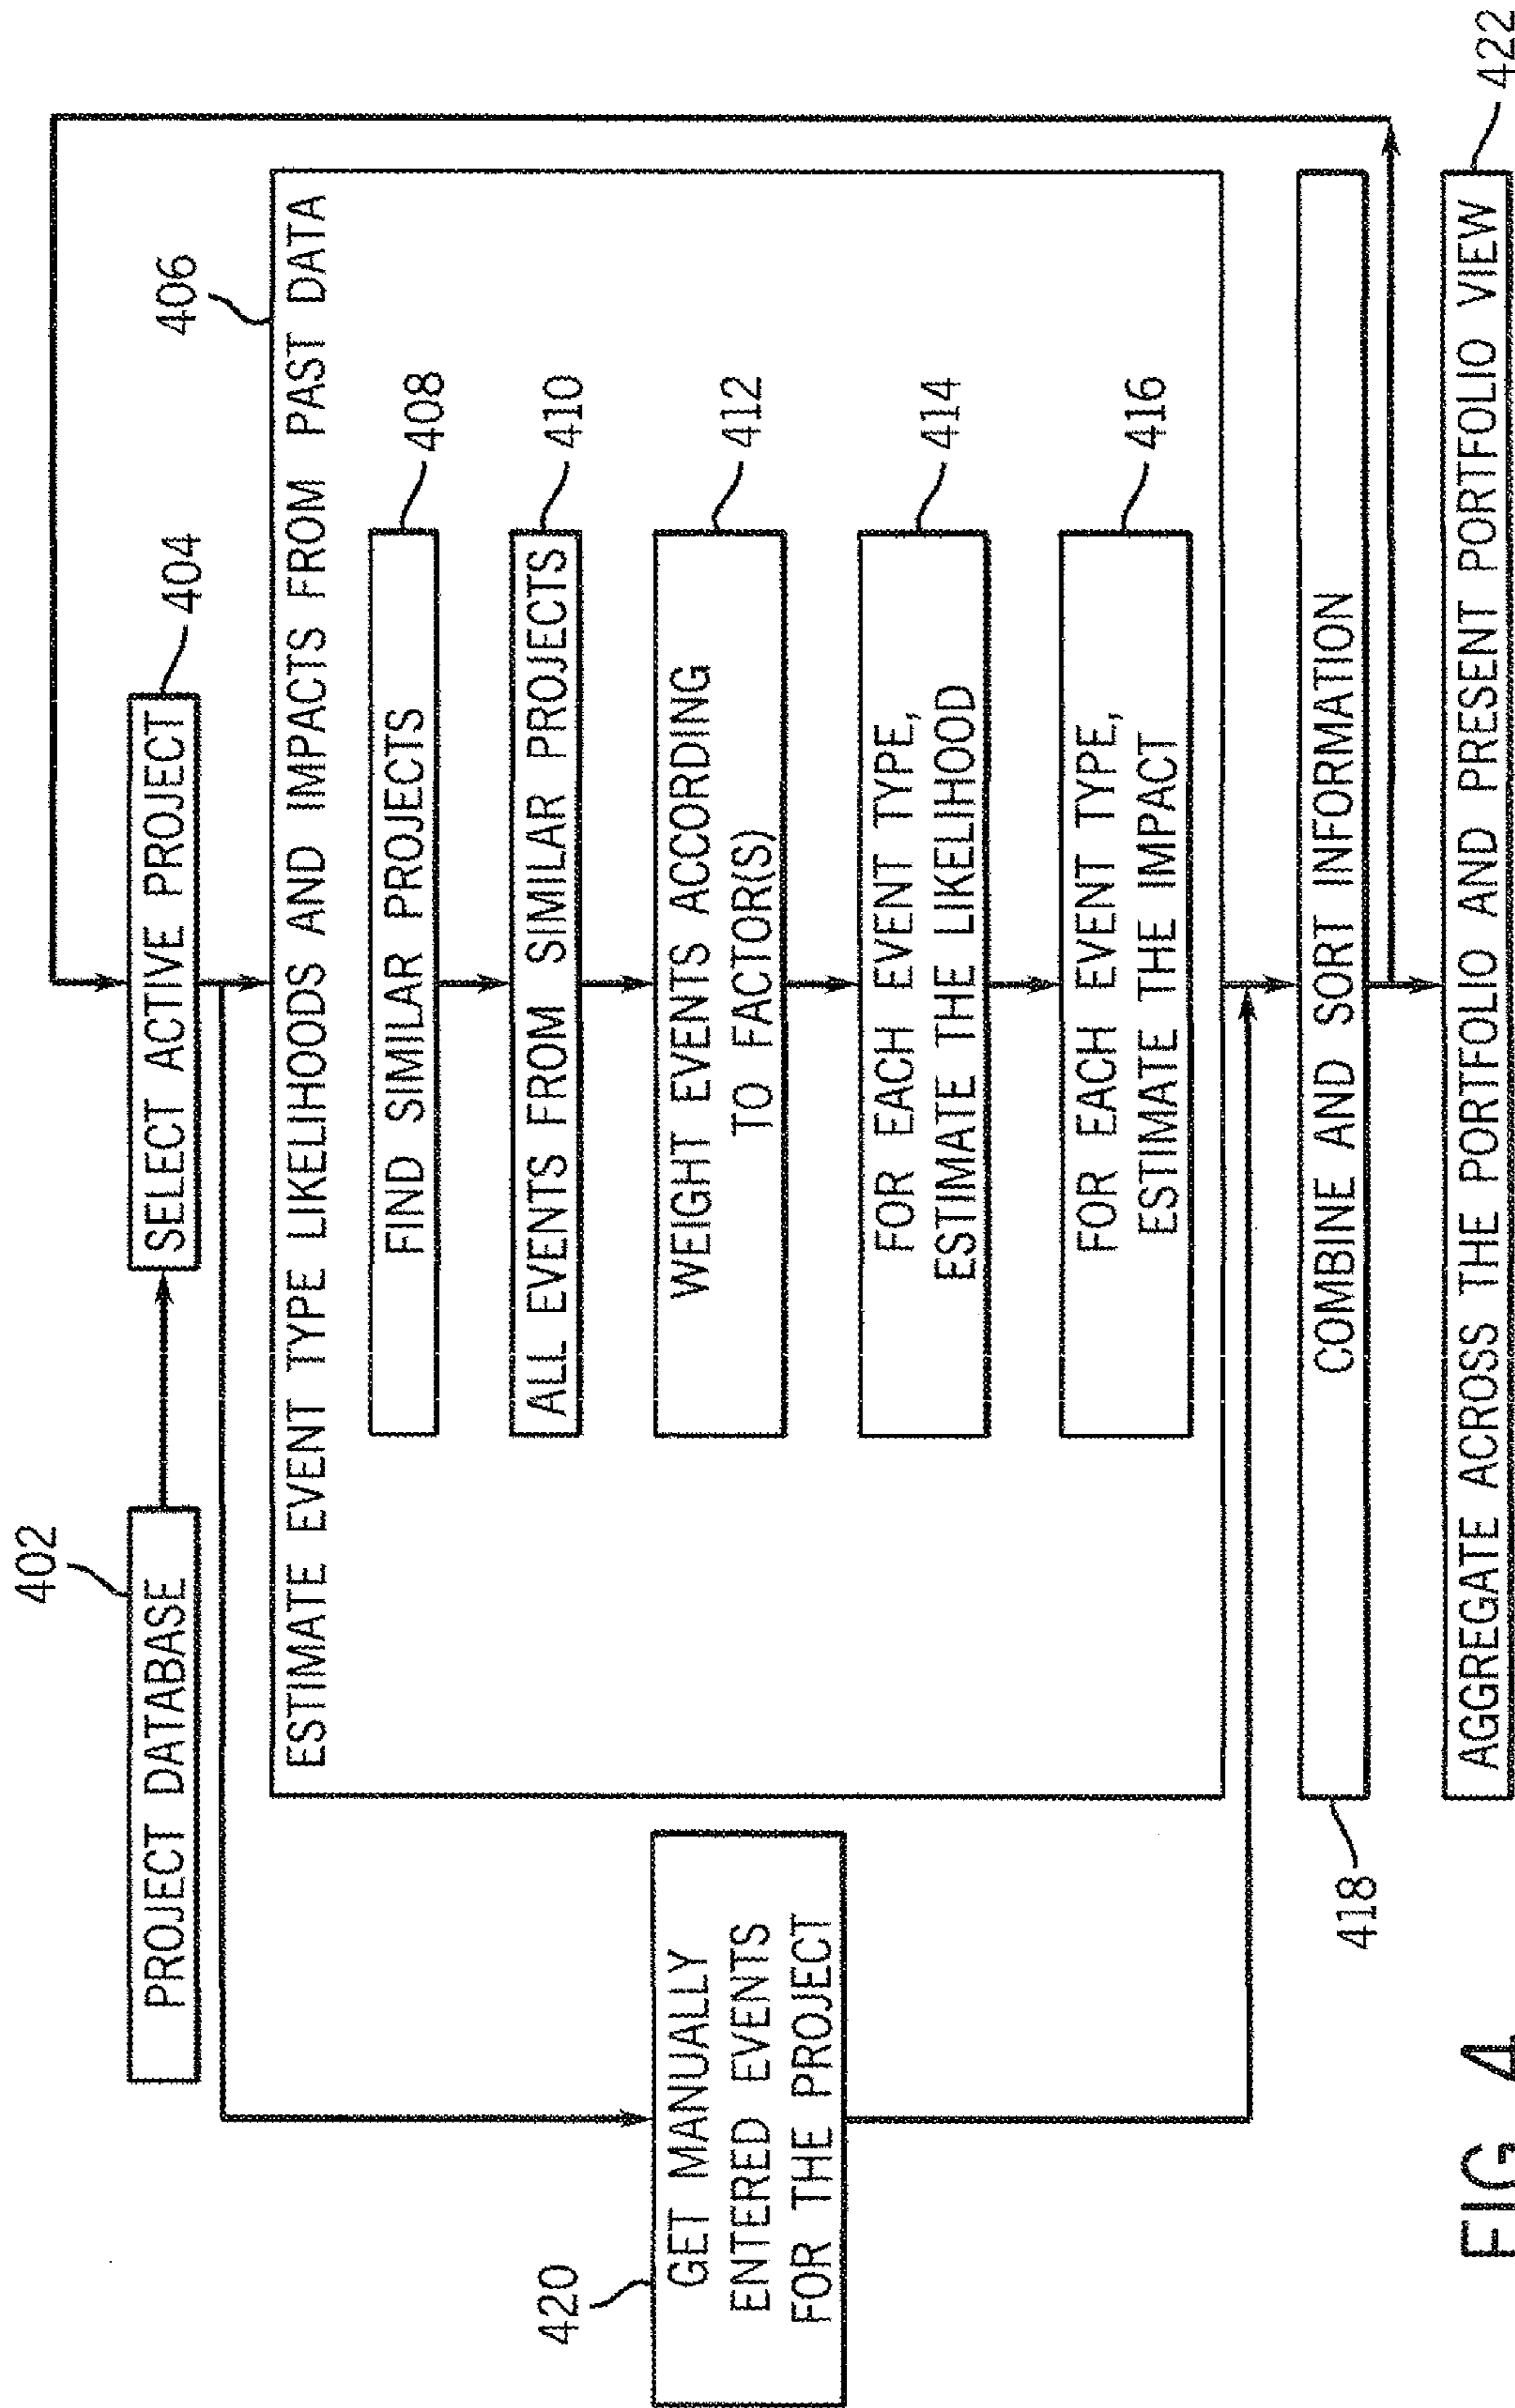 402
PROJECT DATABASE
SELECT ACTIVE PROJECT
404
406
ESTIMATE EVENT TYPE LIKELIHOODS AND IMPACTS FROM PAST DATA
FIND SIMILAR PROJECTS
408
ALL EVENTS FROM SIMILAR PROJECTS
410
WEIGHT EVENTS ACCORDING
TO FACTOR(S)
412
FOR EACH EVENT TYPE,
ESTIMATE THE LIKELIHOOD
414
FOR EACH EVENT TYPE,
ESTIMATE THE IMPACT
416
420
GET MANUALLY
ENTERED EVENTS
FOR THE PROJECT
COMBINE AND SORT INFORMATION
418
AGGREGATE ACROSS THE PORTFOLIO AND PRESENT PORTFOLIO VIEW
422
FIG. 4